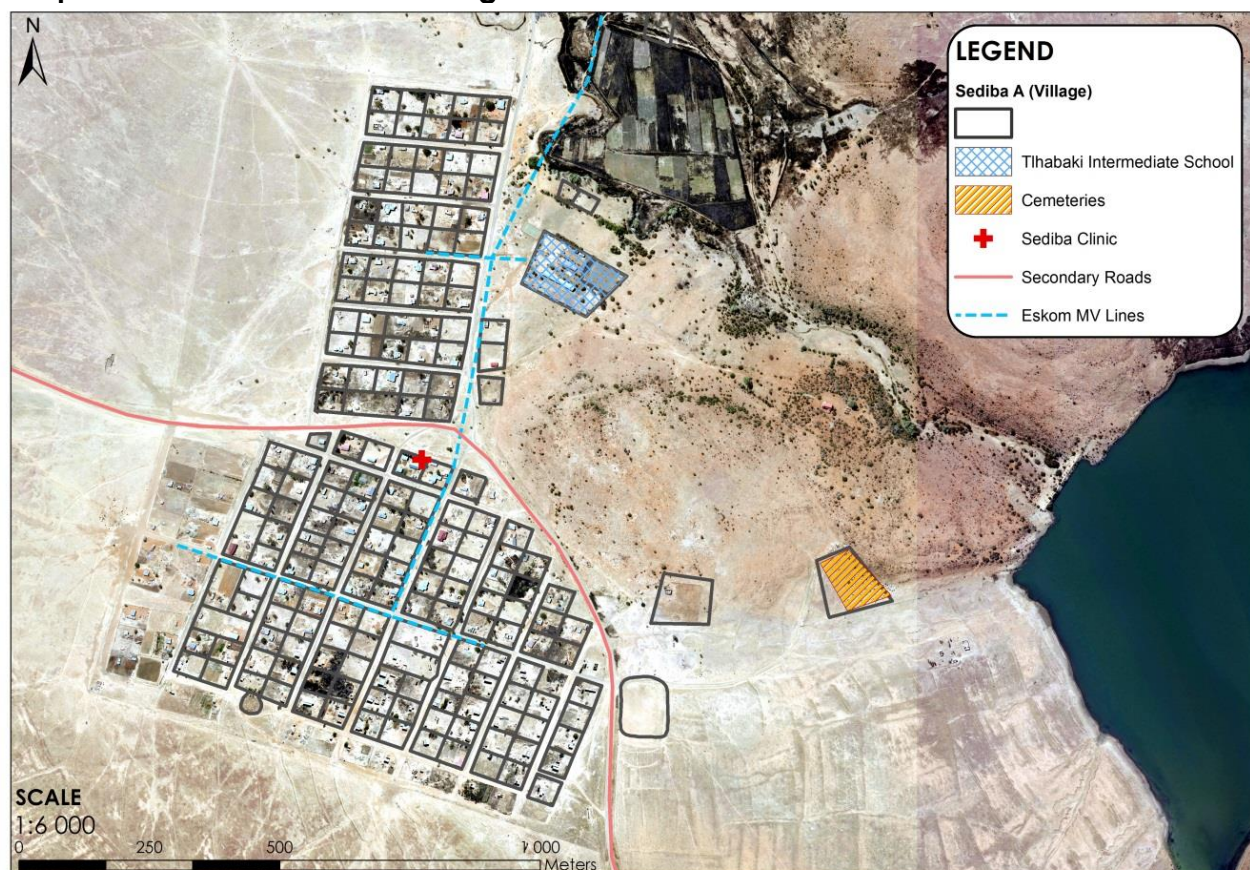 N
LEGEND
Sediba A (Village)
Tlhabaki Intermediate School
Cemeteries
Sediba Clinic
Secondary Roads
Eskom MV Lines
SCALE
1:6 000
0 250 500 1 000
Meters